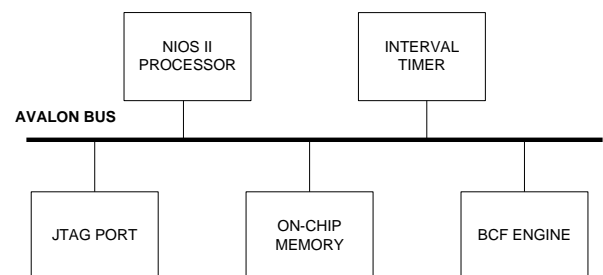 NIOS II
PROCESSOR
INTERVAL
TIMER
AVALON BUS
JTAG PORT
ON-CHIP
MEMORY
BCF ENGINE